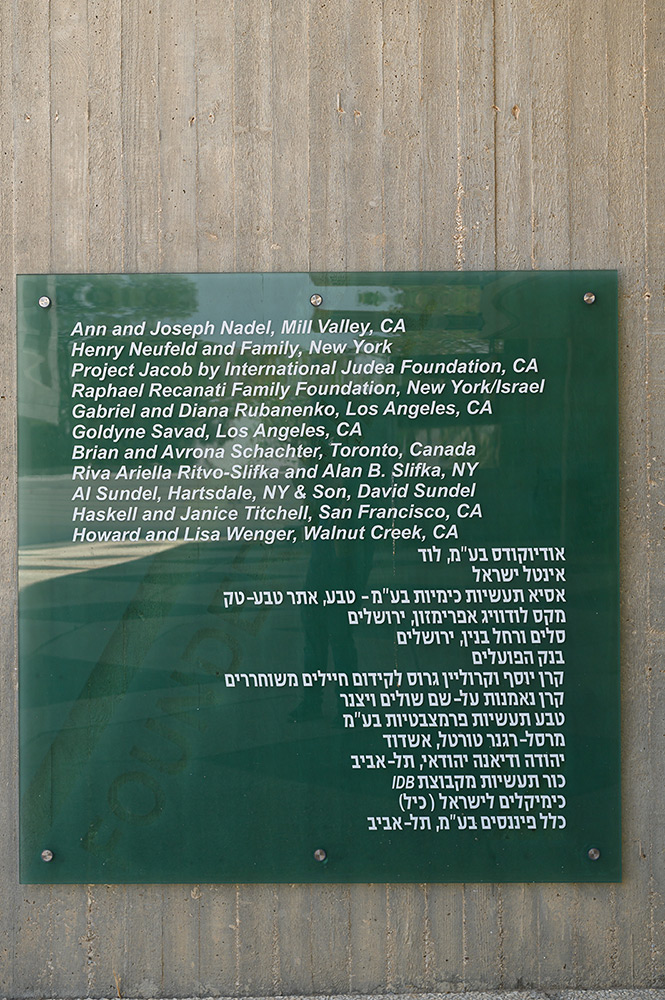 Ann and Joseph Nadel, Mill Valley, CA
Henry Neufeld and Family, New York
Project Jacob by International Judea Foundation, CA
Raphael Recanati Family Foundation, New York/Israel
Gabriel and Diana Rubanenko, Los Angeles, CA
Goldyne Savad, Los Angeles, CA
Brian and Avrona Schachter, Toronto, Canada
Riva Ariella Ritvo-Slifka and Alan B. Slifka, NY
Al Sundel, Hartsdale, NY & Son, David Sundel
Haskell and Janice Titchell, San Francisco, CA
Howard and Lisa Wenger, Walnut Creek, CA
אודיוקודס בע"מ, לוד
אינטל ישראל
אסיא תעשיות כימיות בע"מ - טבע, אתר טבע-טק
מקס לודוויג אפרימזון, ירושלים
סלים ורחל בנין, ירושלים
בנק הפועלים
קרן יוסף וקרוליין גרוס לקידום חיילים משוחררים
קרן נאמנות על-שם שולים ויצנר
טבע תעשיות פרמצבטיות בע"מ
מרסל-רגנר טורטל, אשדוד
יהודה ודיאנה יהודאי, תל-אביב
כור תעשיות מקבוצת IDB
כימיקלים לישראל (כיל)
כלל פיננסים בע"מ, תל-אביב